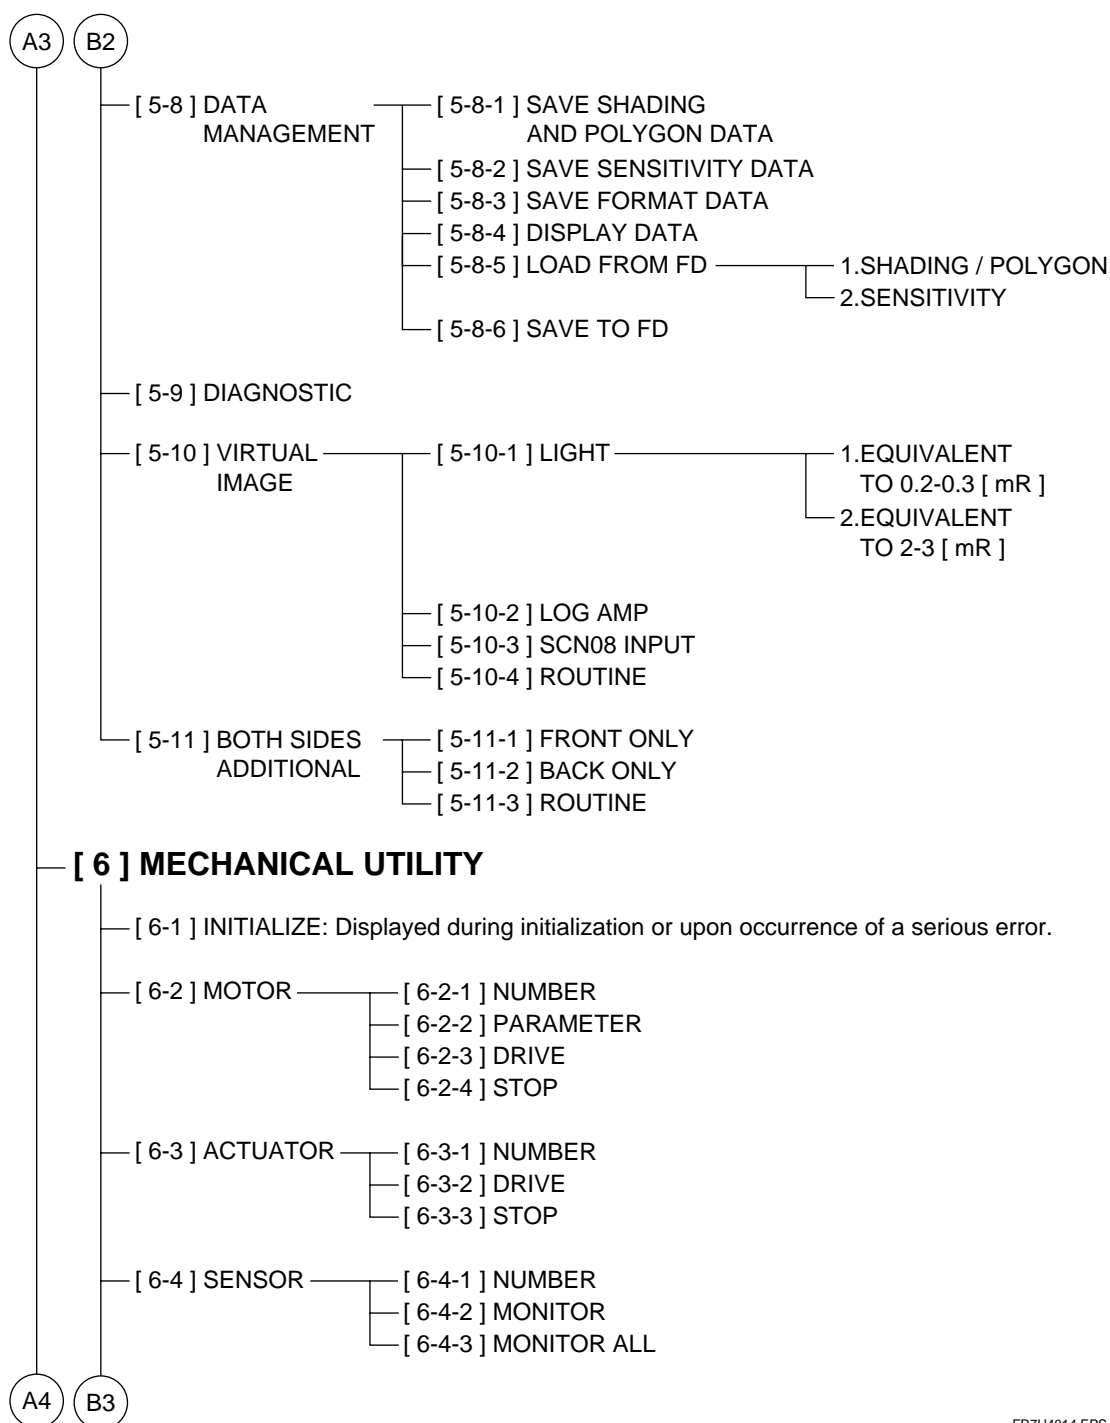 A3 B2
[ 5-8 ] DATA
MANAGEMENT
[ 5-8-1 ] SAVE SHADING
AND POLYGON DATA
[ 5-8-2 ] SAVE SENSITIVITY DATA
[ 5-8-3 ] SAVE FORMAT DATA
[ 5-8-4 ] DISPLAY DATA
[ 5-8-5 ] LOAD FROM FD
1.SHADING / POLYGON
2.SENSITIVITY
[ 5-8-6 ] SAVE TO FD
[ 5-9 ] DIAGNOSTIC
[ 5-10 ] VIRTUAL
IMAGE
[ 5-10-1 ] LIGHT
1.EQUIVALENT
TO 0.2-0.3 [ mR ]
2.EQUIVALENT
TO 2-3 [ mR ]
[ 5-10-2 ] LOG AMP
[ 5-10-3 ] SCN08 INPUT
[ 5-10-4 ] ROUTINE
[ 5-11 ] BOTH SIDES
ADDITIONAL
[ 5-11-1 ] FRONT ONLY
[ 5-11-2 ] BACK ONLY
[ 5-11-3 ] ROUTINE
[ 6 ] MECHANICAL UTILITY
[ 6-1 ] INITIALIZE: Displayed during initialization or upon occurrence of a serious error.
[ 6-2 ] MOTOR
[ 6-2-1 ] NUMBER
[ 6-2-2 ] PARAMETER
[ 6-2-3 ] DRIVE
[ 6-2-4 ] STOP
[ 6-3 ] ACTUATOR
[ 6-3-1 ] NUMBER
[ 6-3-2 ] DRIVE
[ 6-3-3 ] STOP
[ 6-4 ] SENSOR
[ 6-4-1 ] NUMBER
[ 6-4-2 ] MONITOR
[ 6-4-3 ] MONITOR ALL
A4 B3